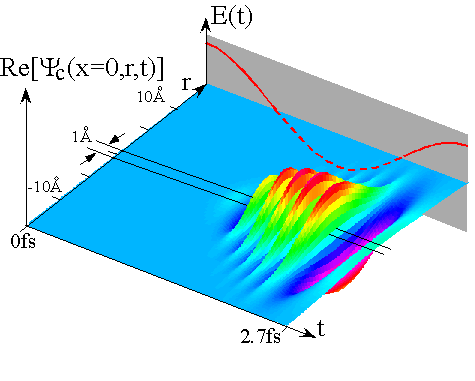 E(t)
Re[Ψc(x=0,r,t)]
r
10Å
1Å
-10Å
0fs
2.7fs
t